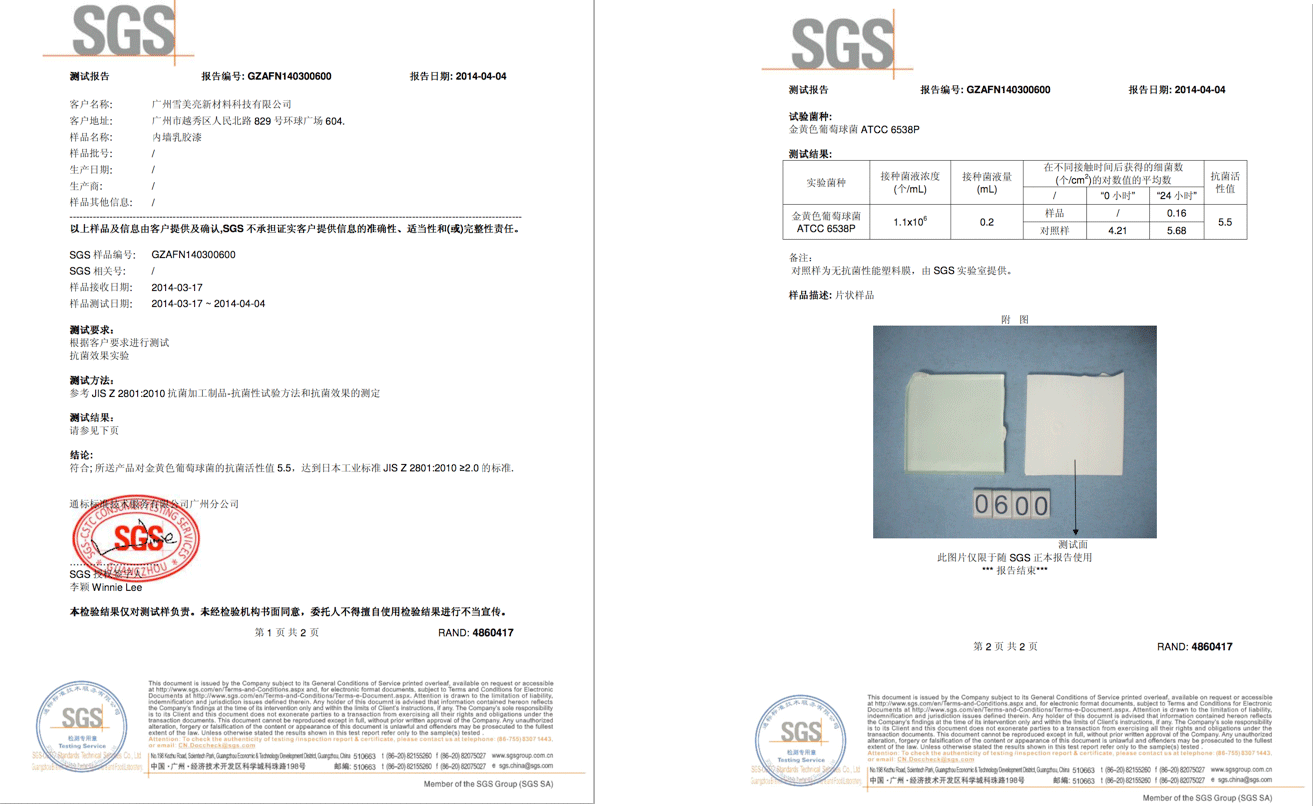 SGS
测试报告 报告编号: GZAFN140300600 报告日期: 2014-04-04
客户名称: 广州雪美亮新材料科技有限公司
客户地址: 广州市越秀区人民北路 829 号环球广场 604.
样品名称: 内墙乳胶漆
样品批号: /
生产日期: /
生产商: /
样品其他信息: /
以上样品及信息由客户提供及确认,SGS 不承担证实客户提供信息的准确性、适当性和(或)完整性责任。
SGS 样品编号: GZAFN140300600
SGS 相关号: /
样品接收日期: 2014-03-17
样品测试日期: 2014-03-17 ~ 2014-04-04
测试要求:
根据客户要求进行测试
抗菌效果实验
测试方法:
参考 JIS Z 2801:2010 抗菌加工制品-抗菌性试验方法和抗菌效果的测定
测试结果:
请参见下页
结论:
符合; 所送产品对金黄色葡萄球菌的抗菌活性值 5.5，达到日本工业标准 JIS Z 2801:2010 ≥2.0 的标准.
通标标准技术服务有限公司广州分公司
SGS-CSTC CONSUMER TESTING SERVICES
SGS
GUANGZHOU
SGS 授权签字人
李颖 Winnie Lee
本检验结果仅对测试样负责。未经检验机构书面同意，委托人不得擅自使用检验结果进行不当宣传。
第 1 页 共 2 页 RAND: 4860417
SGS
检测专用章
Testing Service
This document is issued by the Company subject to its General Conditions of Service printed overleaf, available on request or accessible
at http://www.sgs.com/en/Terms-and-Conditions.aspx and, for electronic format documents, subject to Terms and Conditions for Electronic
Documents at http://www.sgs.com/en/Terms-and-Conditions/Terms-e-Document.aspx. Attention is drawn to the limitation of liability,
indemnification and jurisdiction issues defined therein. Any holder of this document is advised that information contained hereon reflects
the Company's findings at the time of its intervention only and within the limits of Client's instructions, if any. The Company's sole responsibility
is to its Client and this document does not exonerate parties to a transaction from exercising all their rights and obligations under the
transaction documents. This document cannot be reproduced except in full, without prior written approval of the Company. Any unauthorized
alteration, forgery or falsification of the content or appearance of this document is unlawful and offenders may be prosecuted to the fullest
extent of the law. Unless otherwise stated the results shown in this test report refer only to the sample(s) tested .
Attention: To check the authenticity of testing /inspection report & certificate, please contact us at telephone: (86-755) 8307 1443,
or email: CN.Doccheck@sgs.com
No.198 Kezhu Road, Scientech Park, Guangzhou Economic & Technology Development District, Guangzhou, China 510663 t (86-20) 82155260 f (86-20) 82075027 www.sgsgroup.com.cn
中国·广州·经济技术开发区科学城科珠路198号 邮编: 510663 t (86-20) 82155260 f (86-20) 82075027 e sgs.china@sgs.com
Member of the SGS Group (SGS SA)
SGS
测试报告 报告编号: GZAFN140300600 报告日期: 2014-04-04
试验菌种:
金黄色葡萄球菌 ATCC 6538P
测试结果:
实验菌种 接种菌液浓度 (个/mL) 接种菌液量 (mL) 在不同接触时间后获得的细菌数 (个/cm²)的对数值的平均数 抗菌活性值
/ "0 小时" "24 小时"
金黄色葡萄球菌 ATCC 6538P 1.1x10⁶ 0.2 样品 / 0.16 5.5
对照样 4.21 5.68
备注:
对照样为无抗菌性能塑料膜，由 SGS 实验室提供。
样品描述: 片状样品
附 图
0600
测试面
此图片仅限于随 SGS 正本报告使用
*** 报告结束***
第 2 页 共 2 页 RAND: 4860417
SGS
检测专用章
Testing Service
This document is issued by the Company subject to its General Conditions of Service printed overleaf, available on request or accessible
at http://www.sgs.com/en/Terms-and-Conditions.aspx and, for electronic format documents, subject to Terms and Conditions for Electronic
Documents at http://www.sgs.com/en/Terms-and-Conditions/Terms-e-Document.aspx. Attention is drawn to the limitation of liability,
indemnification and jurisdiction issues defined therein. Any holder of this document is advised that information contained hereon reflects
the Company's findings at the time of its intervention only and within the limits of Client's instructions, if any. The Company's sole responsibility
is to its Client and this document does not exonerate parties to a transaction from exercising all their rights and obligations under the
transaction documents. This document cannot be reproduced except in full, without prior written approval of the Company. Any unauthorized
alteration, forgery or falsification of the content or appearance of this document is unlawful and offenders may be prosecuted to the fullest
extent of the law. Unless otherwise stated the results shown in this test report refer only to the sample(s) tested .
Attention: To check the authenticity of testing /inspection report & certificate, please contact us at telephone: (86-755) 8307 1443,
or email: CN.Doccheck@sgs.com
No.198 Kezhu Road, Scientech Park, Guangzhou Economic & Technology Development District, Guangzhou, China 510663 t (86-20) 82155260 f (86-20) 82075027 www.sgsgroup.com.cn
中国·广州·经济技术开发区科学城科珠路198号 邮编: 510663 t (86-20) 82155260 f (86-20) 82075027 e sgs.china@sgs.com
Member of the SGS Group (SGS SA)